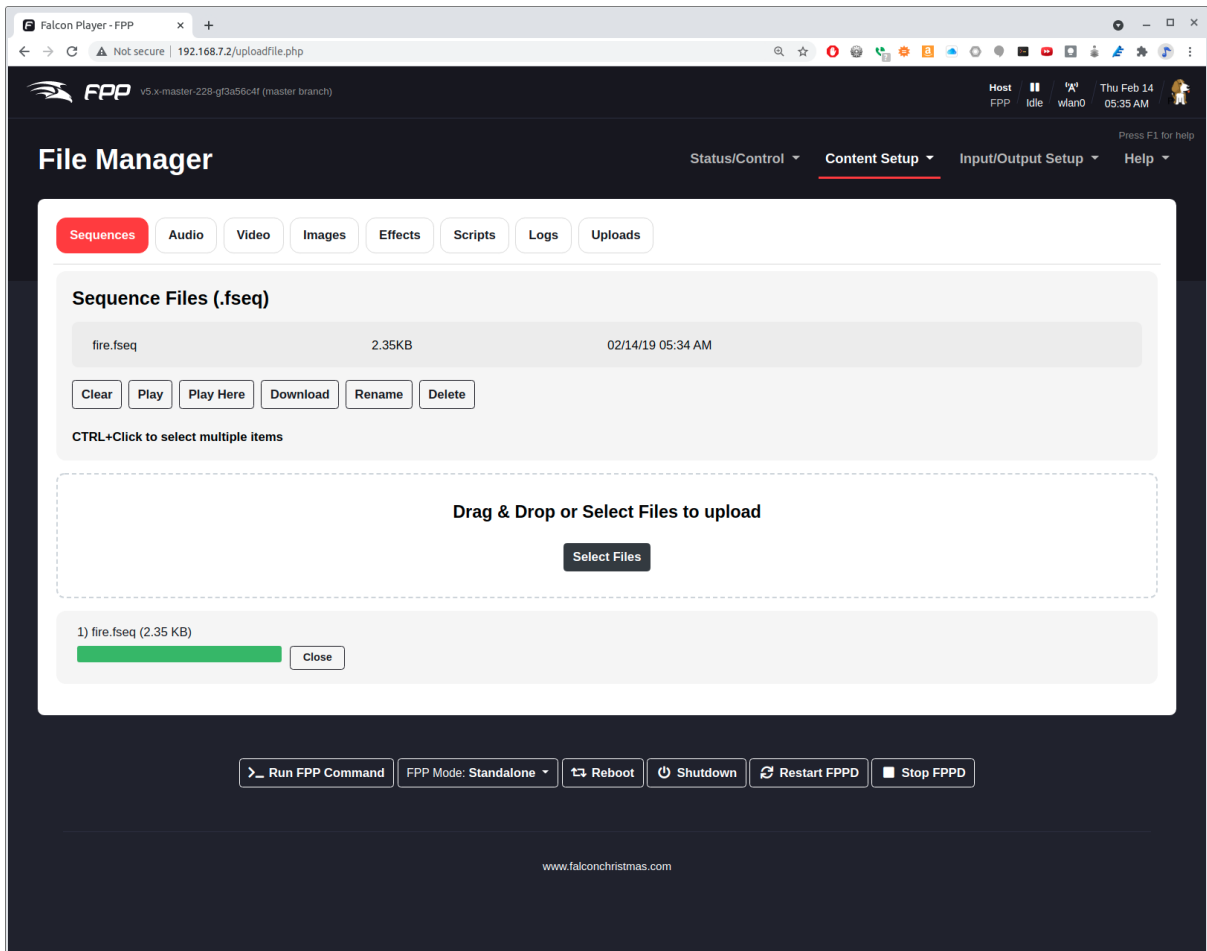 Falcon Player - FPP
Not secure | 192.168.7.2/uploadfile.php
FPP v5.x-master-228-gf3a56c4f (master branch)
Host FPP
Idle
wlan0
Thu Feb 14 05:35 AM
Press F1 for help
File Manager
Status/Control
Content Setup
Input/Output Setup
Help
Sequences
Audio
Video
Images
Effects
Scripts
Logs
Uploads
Sequence Files (.fseq)
fire.fseq 2.35KB 02/14/19 05:34 AM
Clear
Play
Play Here
Download
Rename
Delete
CTRL+Click to select multiple items
Drag & Drop or Select Files to upload
Select Files
1) fire.fseq (2.35 KB)
Close
Run FPP Command
FPP Mode: Standalone
Reboot
Shutdown
Restart FPPD
Stop FPPD
www.falconchristmas.com